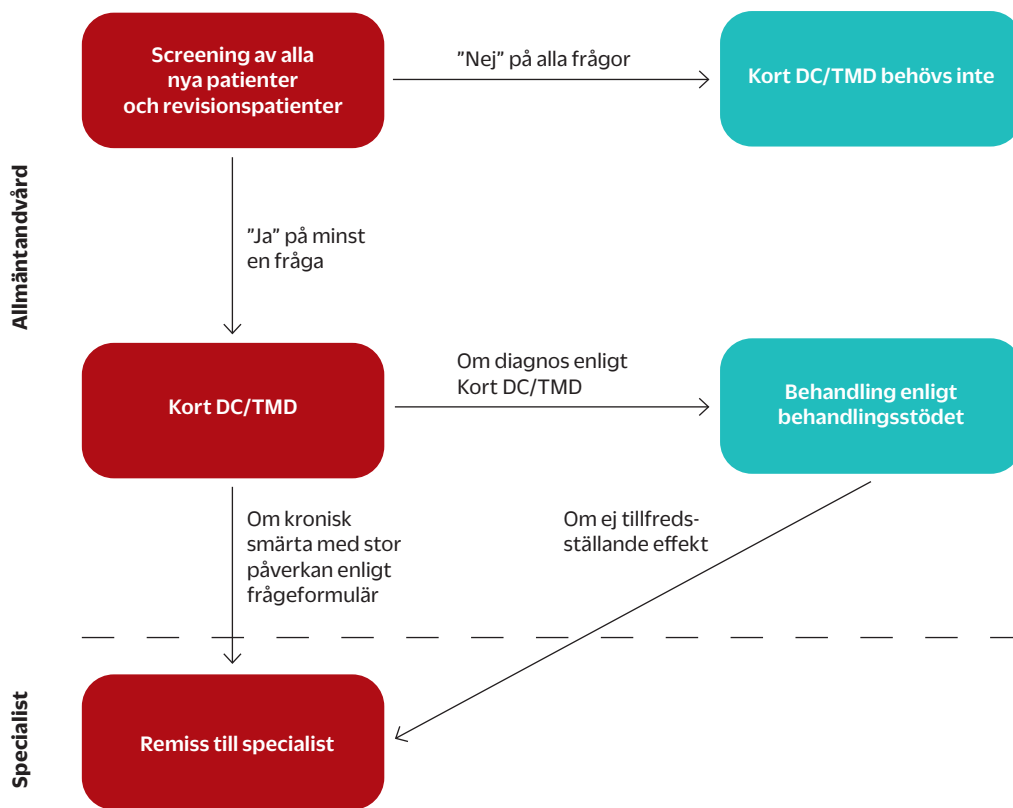 Screening av alla
nya patienter
och revisionspatienter
”Nej” på alla frågor
Kort DC/TMD behövs inte
Allmäntandvård
”Ja” på minst
en fråga
Kort DC/TMD
Om diagnos enligt
Kort DC/TMD
Behandling enligt
behandlingsstödet
Om kronisk
smärta med stor
påverkan enligt
frågeformulär
Om ej tillfreds-
ställande effekt
Specialist
Remiss till specialist